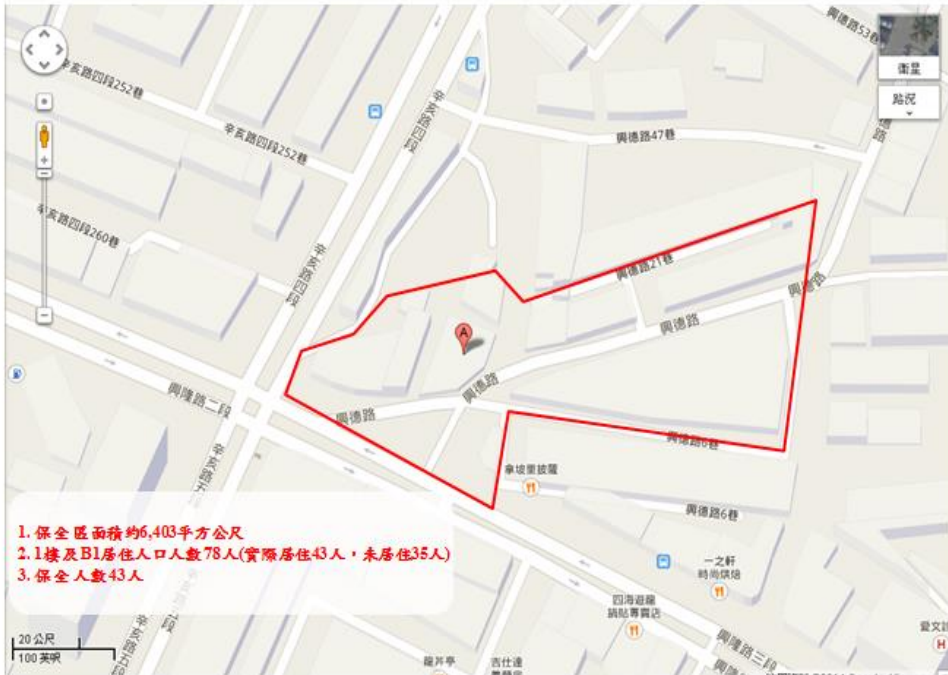 興德路53巷
衛星
路況
辛亥路四段252巷
辛亥路四段252巷
辛亥路四段
興德路47巷
辛亥路四段260巷
辛亥路四段
興德路21巷
興德路
興德路
A
興德路
興德路
興隆路二段
興德路6巷
拿坡里披薩
興德路6巷
1. 保全區面積約6,403平方公尺
2. 1樓及B1居住人口人數78人(實際居住43人，未居住35人)
3. 保全人數43人
一之軒
時尚烘焙
四海遊龍
鍋貼專賣店
興隆路三段
20 公尺
100 英呎
龍門亭
吉仕達
H